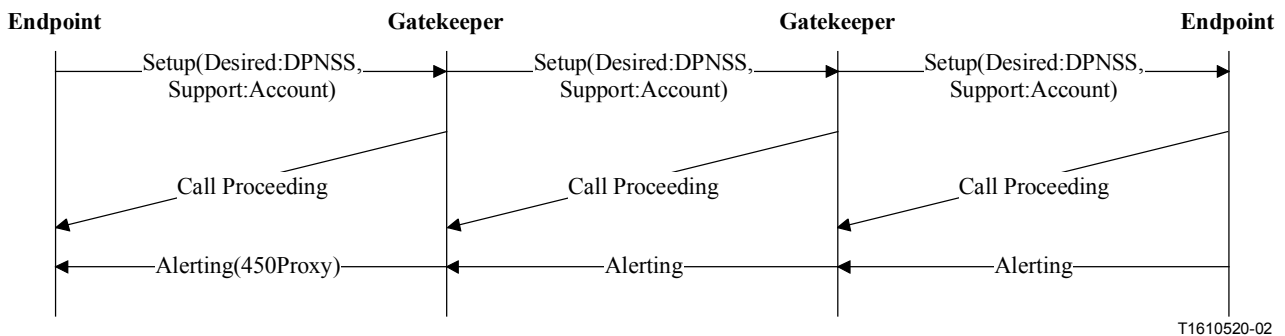 Endpoint Gatekeeper Gatekeeper Endpoint
Setup(Desired:DPNSS, Setup(Desired:DPNSS, Setup(Desired:DPNSS,
Support:Account) Support:Account) Support:Account)
Call Proceeding Call Proceeding Call Proceeding
Alerting(450Proxy) Alerting Alerting
T1610520-02